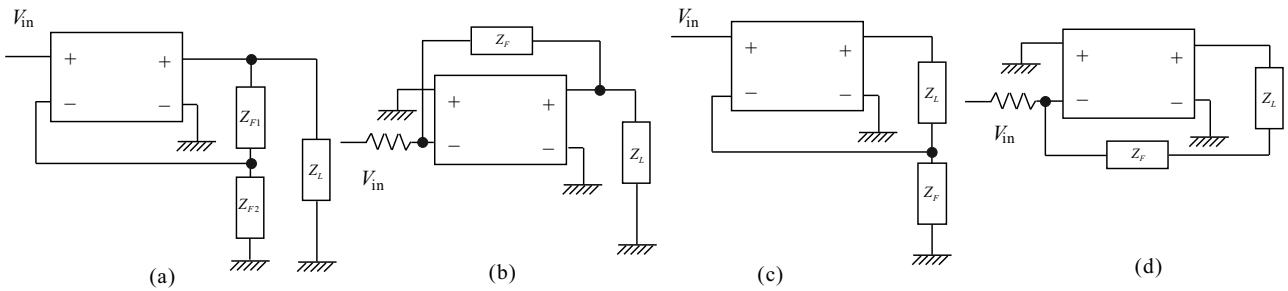 V_in
+ +
− −
Z_F1
Z_F2
Z_L
(a)
Z_F
+ +
− −
V_in
Z_L
(b)
V_in
+ +
− −
Z_L
Z_F
(c)
+ +
− −
V_in
Z_L
Z_F
(d)